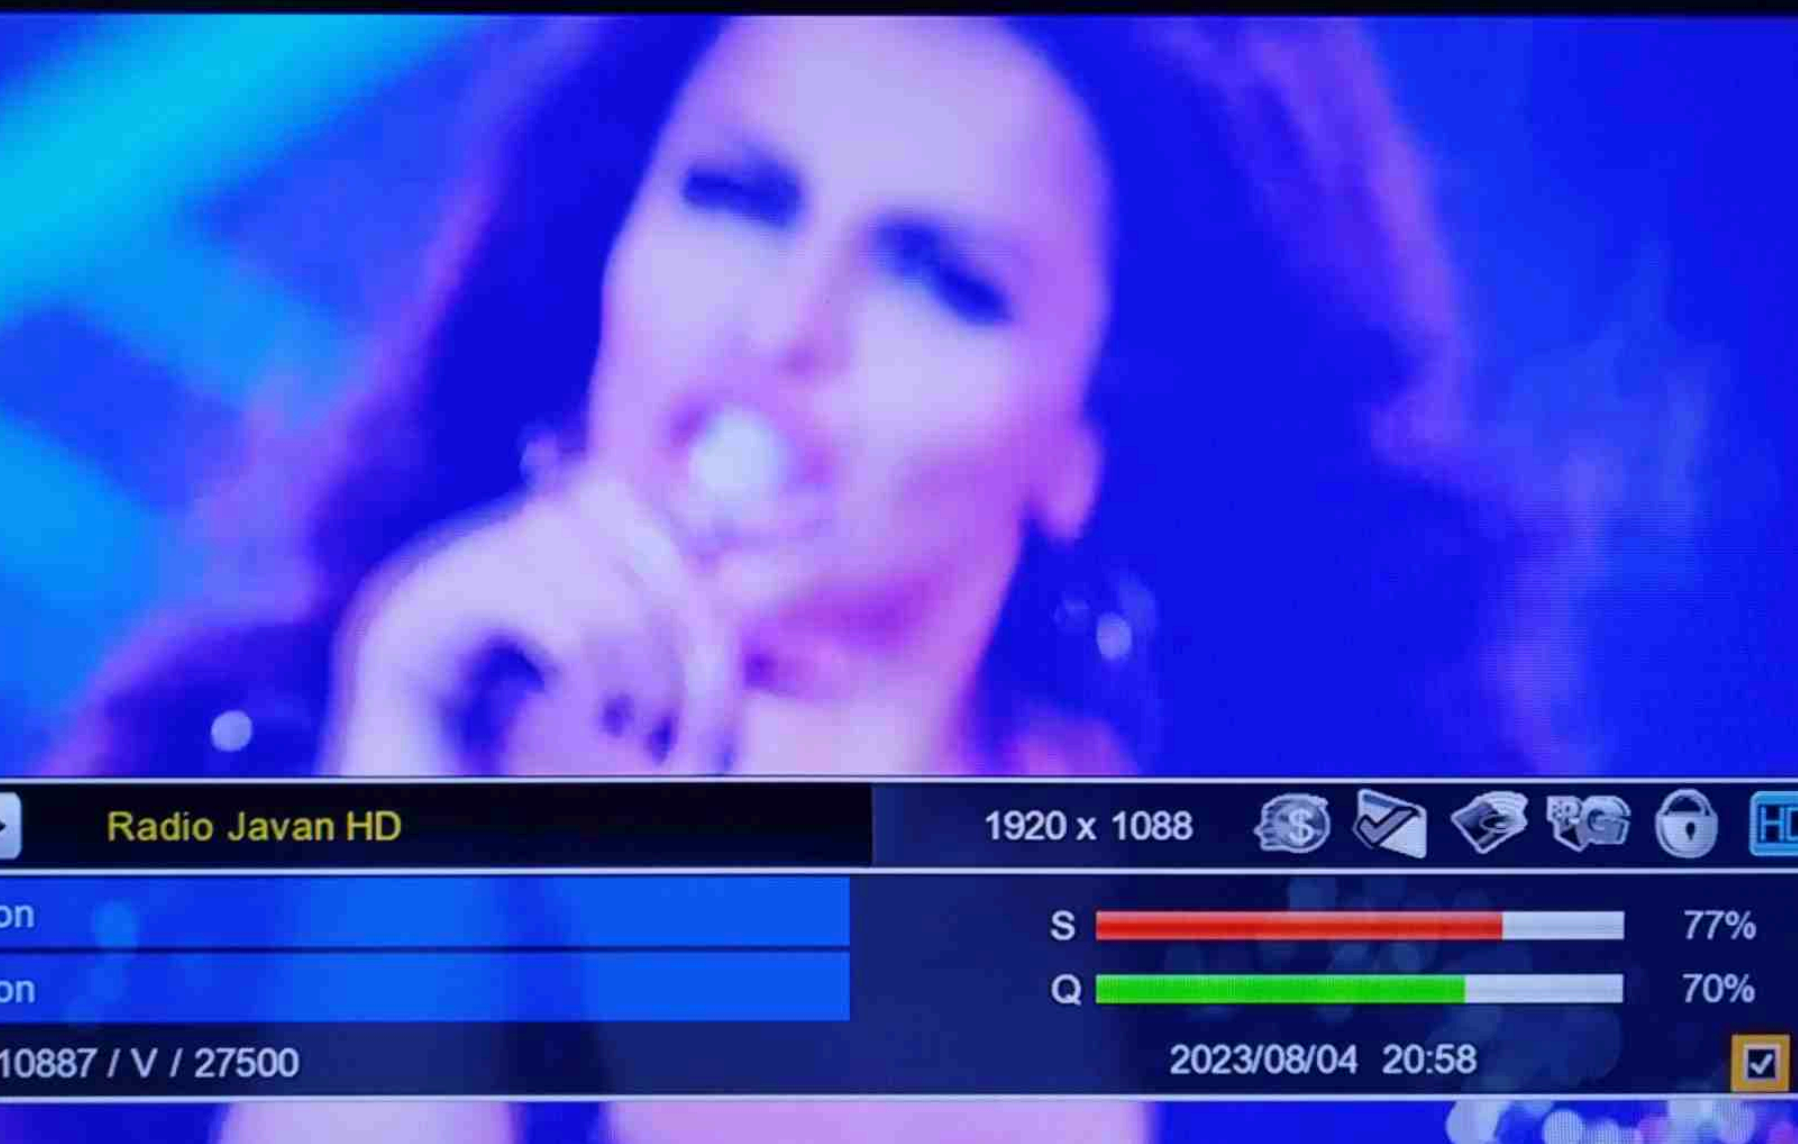 Radio Javan HD
1920 x 1088
HD
on
S 77%
on
Q 70%
10887 / V / 27500
2023/08/04 20:58